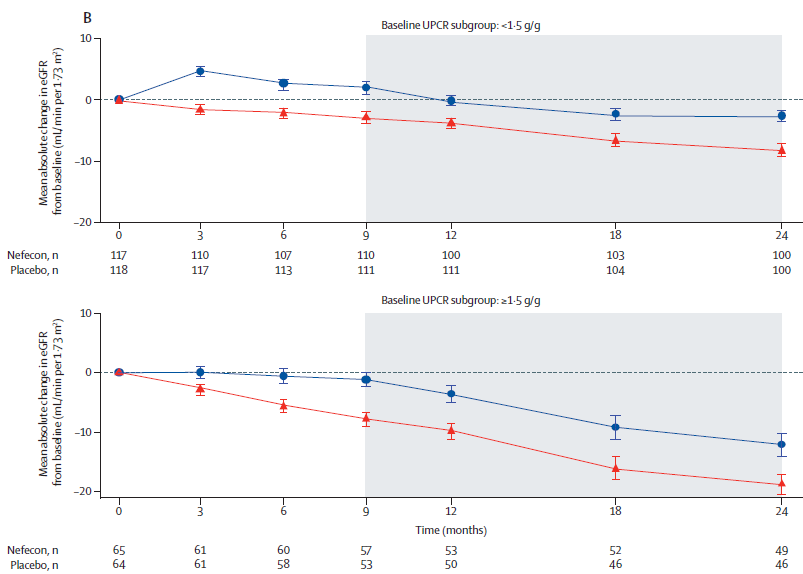 B
Baseline UPCR subgroup: <1·5 g/g
Mean absolute change in eGFR
from baseline (mL/min per 1·73 m²)
10
0
–10
–20
0 3 6 9 12 18 24
Nefecon, n 117 110 107 110 100 103 100
Placebo, n 118 117 113 111 111 104 100
Baseline UPCR subgroup: ≥1·5 g/g
Mean absolute change in eGFR
from baseline (mL/min per 1·73 m²)
10
0
–10
–20
0 3 6 9 12 18 24
Time (months)
Nefecon, n 65 61 60 57 53 52 49
Placebo, n 64 61 58 53 50 46 46